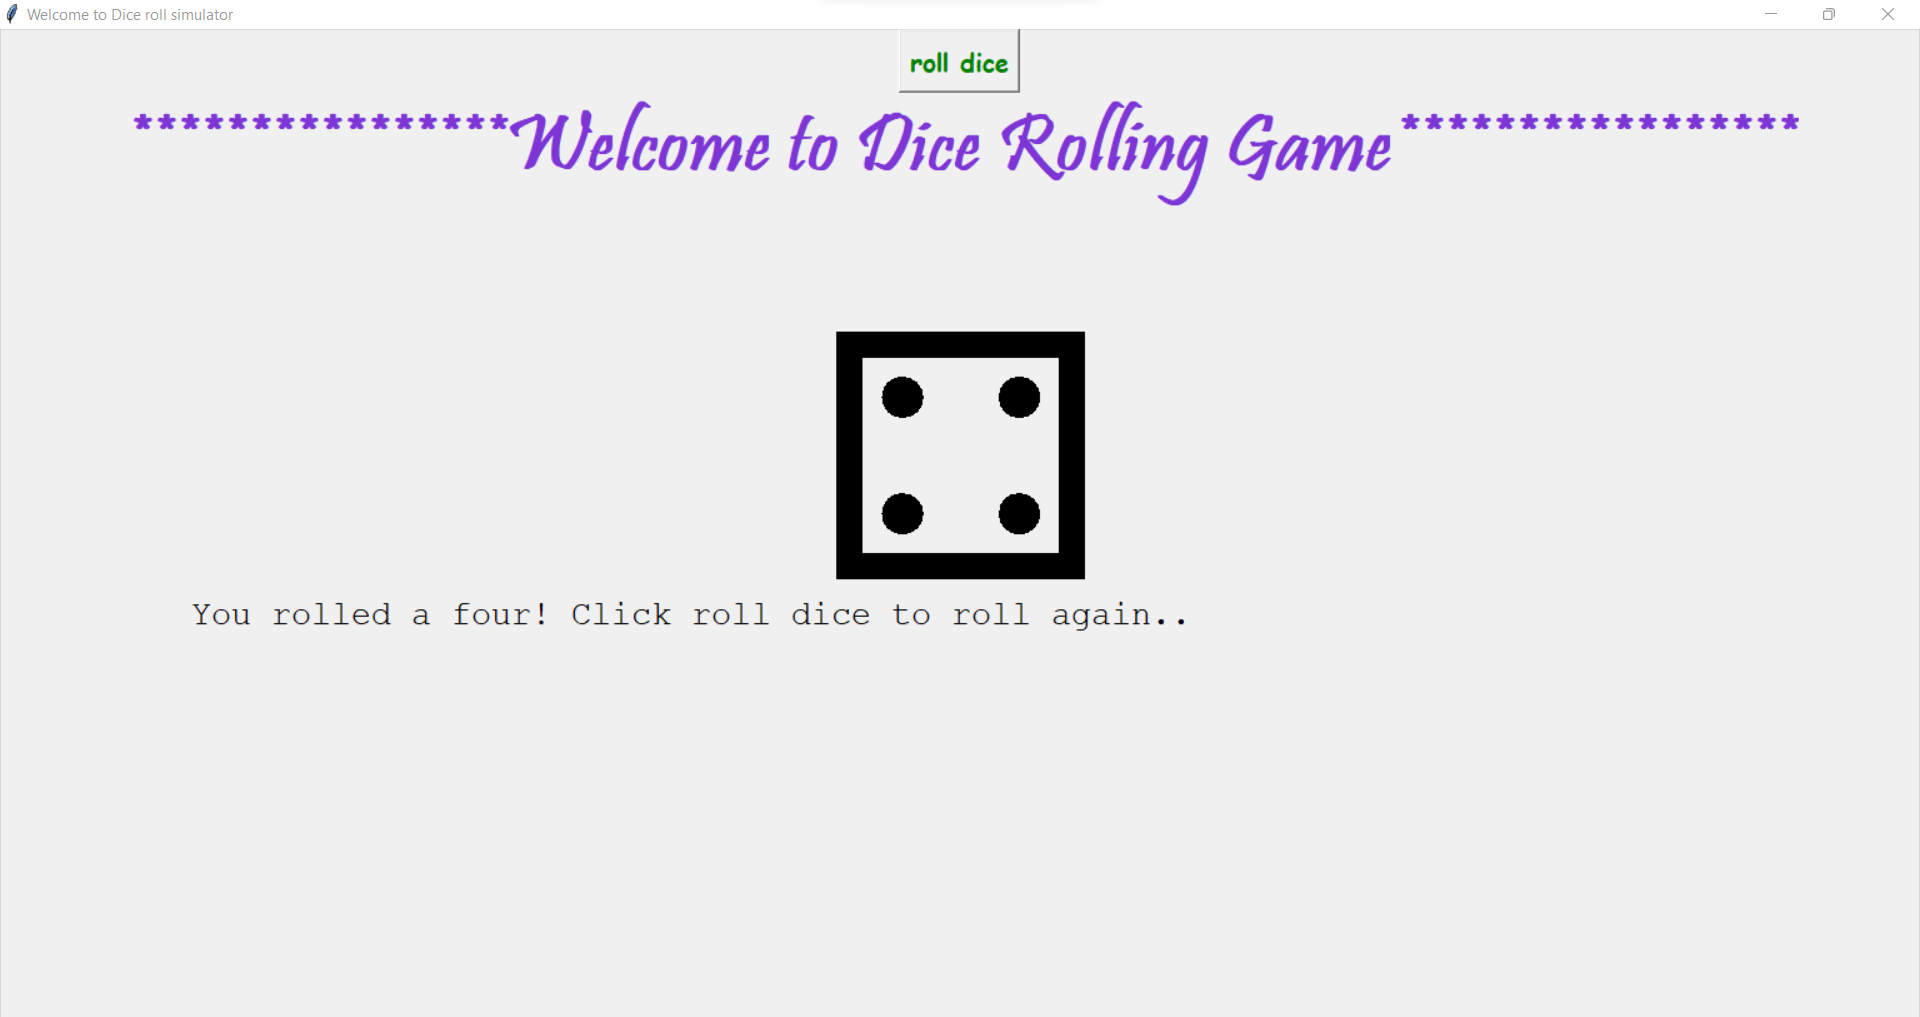 Welcome to Dice roll simulator
roll dice
****************Welcome to Dice Rolling Game*****************
You rolled a four! Click roll dice to roll again..